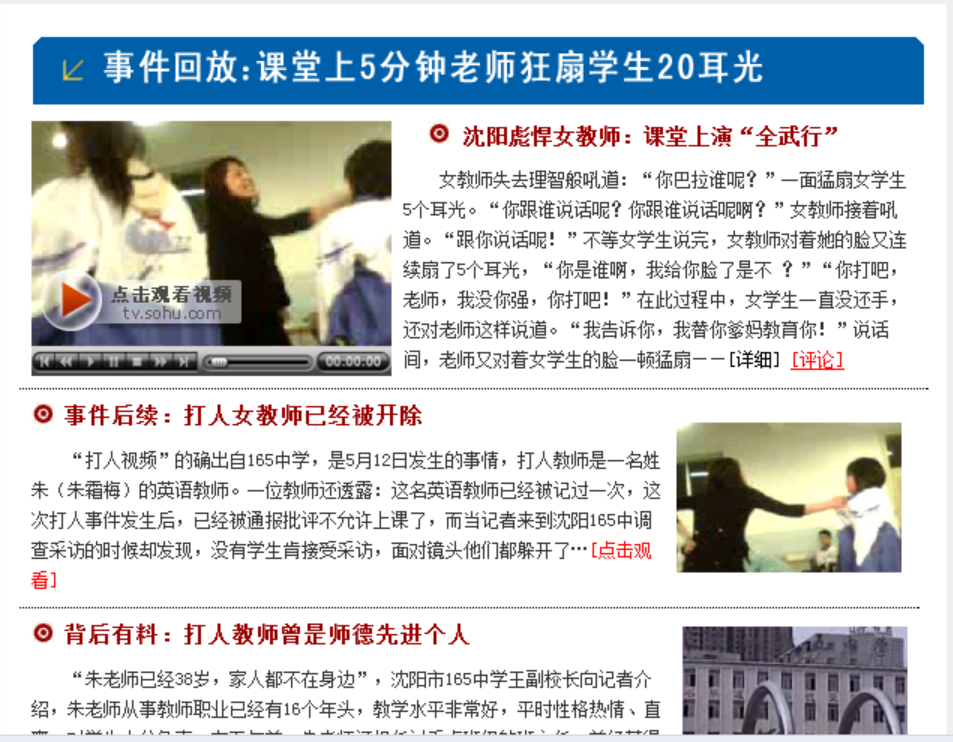 事件回放:课堂上5分钟老师狂扇学生20耳光
沈阳彪悍女教师：课堂上演“全武行”
女教师失去理智般吼道：“你巴拉谁呢？”一面猛扇女学生
5个耳光。“你跟谁说话呢？你跟谁说话呢啊？”女教师接着吼
道。“跟你说话呢！”不等女学生说完，女教师对着她的脸又连
续扇了5个耳光，“你是谁啊，我给你脸了是不 ？”“你打吧，
老师，我没你强，你打吧！”在此过程中，女学生一直没还手，
还对老师这样说道。“我告诉你，我替你爹妈教育你！”说话
间，老师又对着女学生的脸一顿猛扇－－[详细] [评论]
点击观看视频
tv.sohu.com
00:00:00
事件后续：打人女教师已经被开除
“打人视频”的确出自165中学，是5月12日发生的事情，打人教师是一名姓
朱（朱霜梅）的英语教师。一位教师还透露：这名英语教师已经被记过一次，这
次打人事件发生后，已经被通报批评不允许上课了，而当记者来到沈阳165中调
查采访的时候却发现，没有学生肯接受采访，面对镜头他们都躲开了…[点击观
看]
背后有料：打人教师曾是师德先进个人
“朱老师已经38岁，家人都不在身边”，沈阳市165中学王副校长向记者介
绍，朱老师从事教师职业已经有16个年头，教学水平非常好，平时性格热情、直